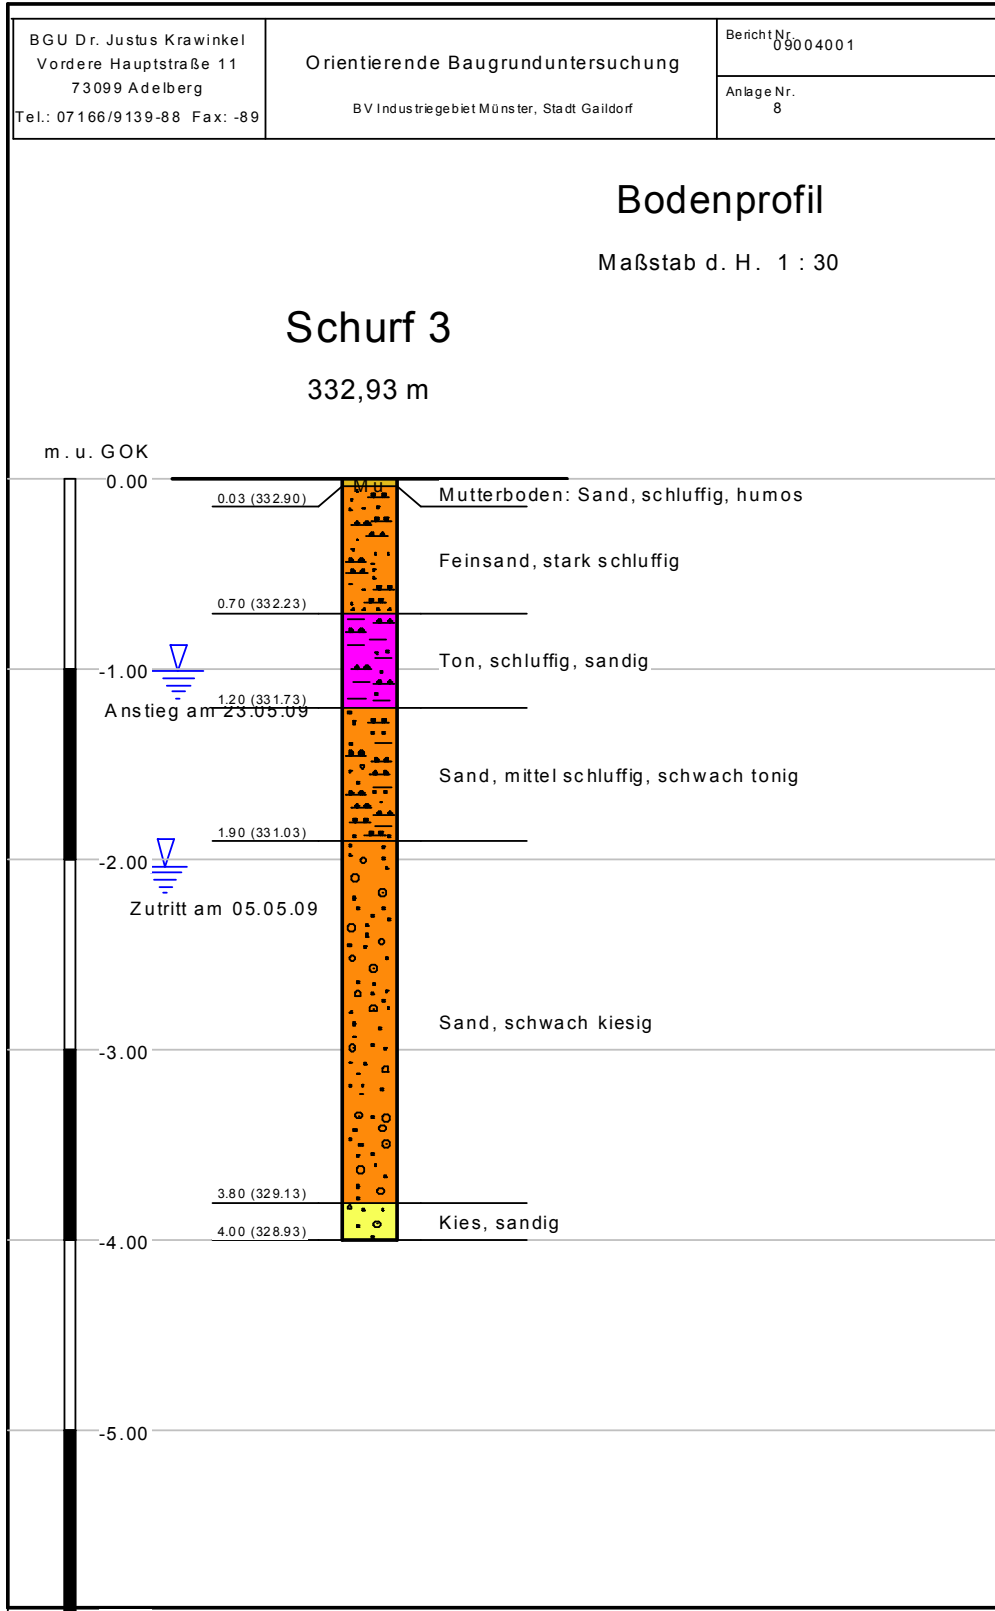 BGU Dr. Justus Krawinkel
Vordere Hauptstraße 11
73099 Adelberg
Tel.: 07166/9139-88 Fax: -89
Orientierende Baugrunduntersuchung
BV Industriegebiet Münster, Stadt Gaildorf
Bericht Nr.
09004001
Anlage Nr.
8
Bodenprofil
Maßstab d. H. 1 : 30
Schurf 3
332,93 m
m. u. GOK
0.00
Mu
0.03 (332.90)
Mutterboden: Sand, schluffig, humos
Feinsand, stark schluffig
0.70 (332.23)
Ton, schluffig, sandig
-1.00
1.20 (331.73)
Anstieg am 23.05.09
Sand, mittel schluffig, schwach tonig
1.90 (331.03)
-2.00
Zutritt am 05.05.09
Sand, schwach kiesig
-3.00
3.80 (329.13)
Kies, sandig
4.00 (328.93)
-4.00
-5.00